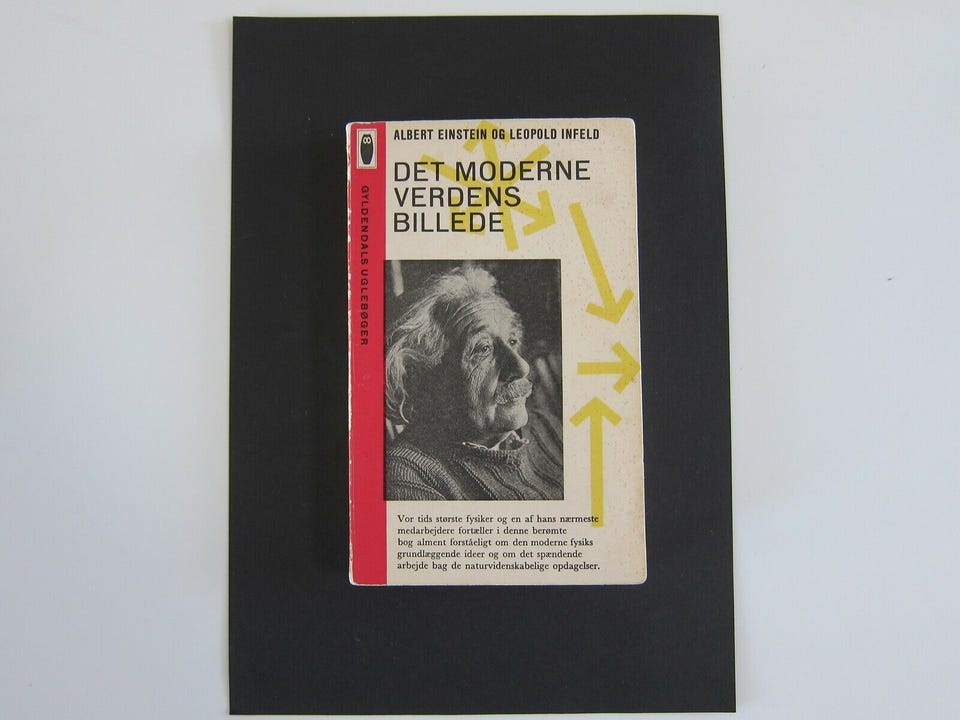 ALBERT EINSTEIN OG LEOPOLD INFELD
DET MODERNE
VERDENS
BILLEDE
GYLDENDALS UGLEBØGER
Vor tids største fysiker og en af hans nærmeste
medarbejdere fortæller i denne berømte
bog alment forståeligt om den moderne fysiks
grundlæggende ideer og om det spændende
arbejde bag de naturvidenskabelige opdagelser.